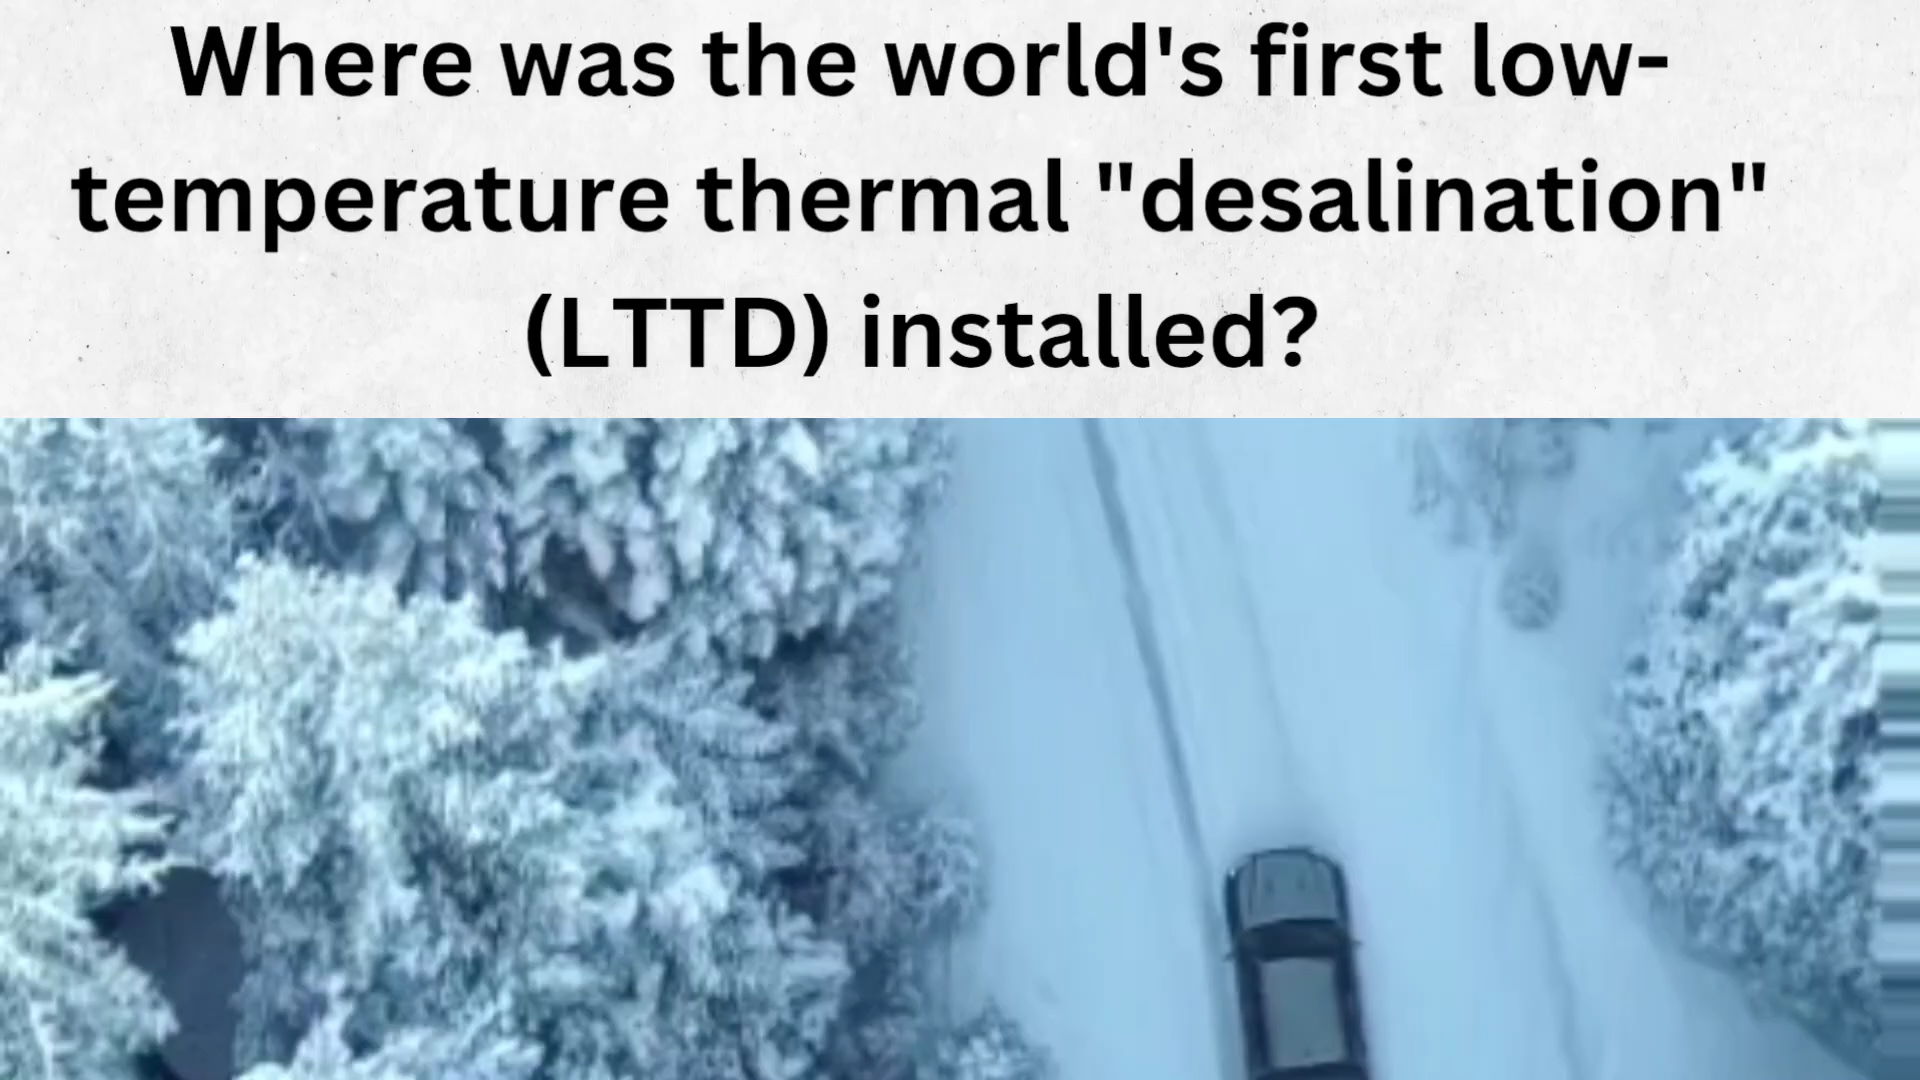 Where was the world's first low-
temperature thermal "desalination"
(LTTD) installed?